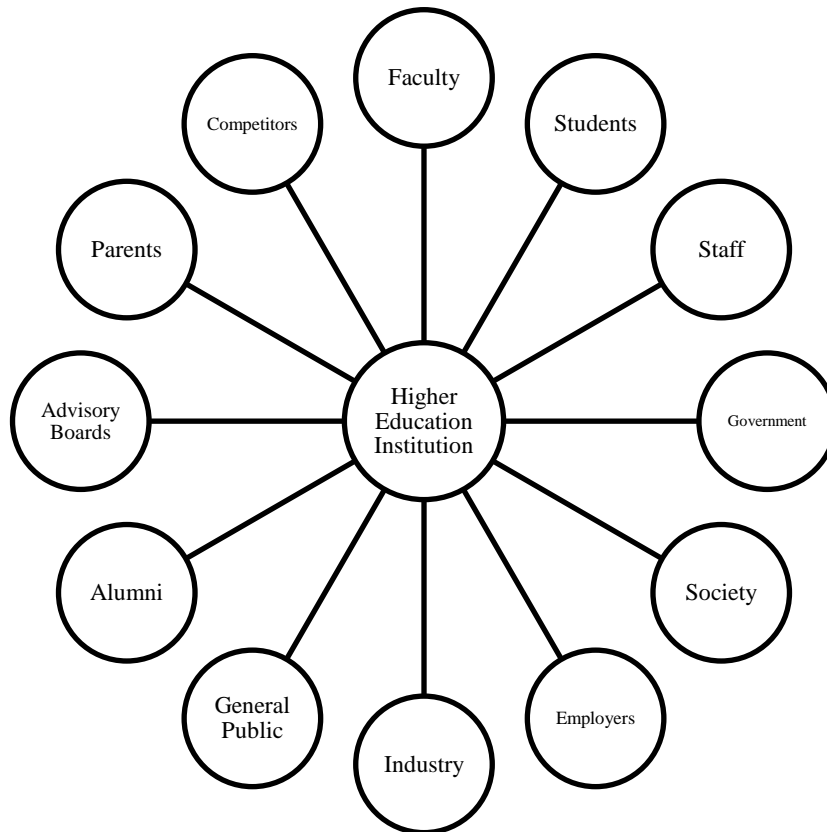 Faculty
Students
Staff
Government
Society
Employers
Industry
General
Public
Alumni
Advisory
Boards
Parents
Competitors
Higher
Education
Institution